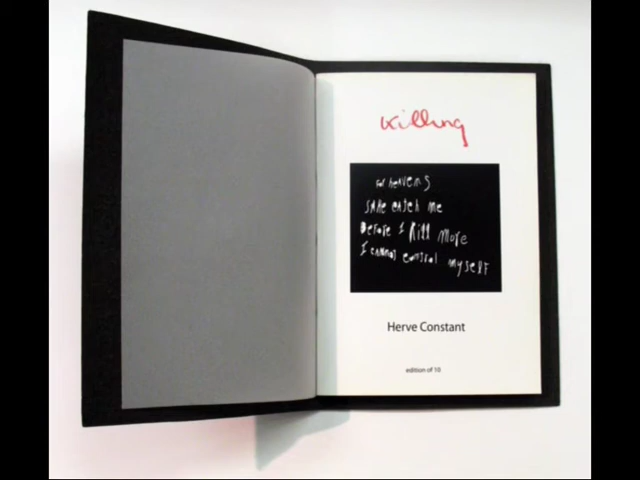 killing
For heavens
SAKe cAtch me
BeFore I Kill More
I cannot control myself
Herve Constant
edition of 10